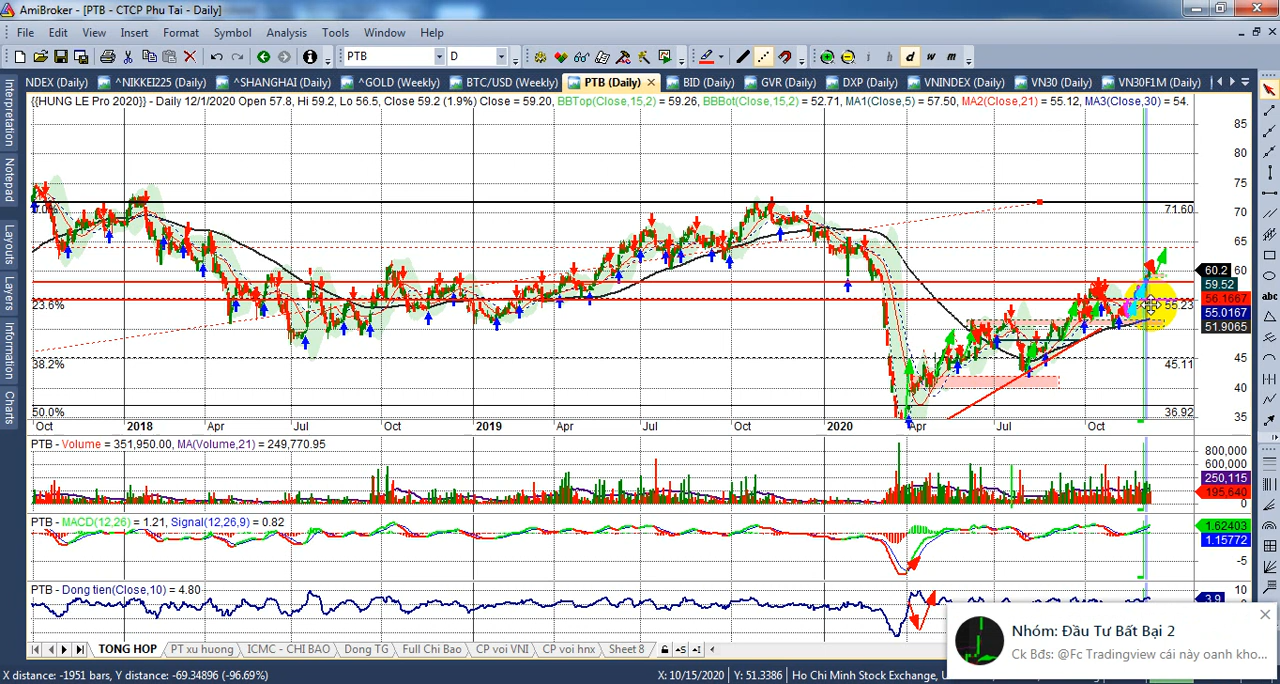 AmiBroker - [PTB - CTCP Phu Tai - Daily]
File Edit View Insert Format Symbol Analysis Tools Window Help
PTB D
i h d w m
NDEX (Daily) ^NIKKEI225 (Daily) ^SHANGHAI (Daily) ^GOLD (Weekly) BTC/USD (Weekly) PTB (Daily) BID (Daily) GVR (Daily) DXP (Daily) VNINDEX (Daily) VN30 (Daily) VN30F1M (Daily)
{{HUNG LE Pro 2020}} - Daily 12/1/2020 Open 57.8, Hi 59.2, Lo 56.5, Close 59.2 (1.9%) Close = 59.20, BBTop(Close,15,2) = 59.26, BBBot(Close,15,2) = 52.71, MA1(Close,5) = 57.50, MA2(Close,21) = 55.12, MA3(Close,30) = 54.
Interpretation
Notepad
Layouts
Layers
Information
Charts
abc
85
80
75
70
65
60
45
40
35
60.2
59.52
56.1667
55.0167
51.9065
0.0%
71.60
23.6%
55.23
38.2%
45.11
50.0%
36.92
Oct 2018 Apr Jul Oct 2019 Apr Jul Oct 2020 Apr Jul Oct
PTB - Volume = 351,950.00, MA(Volume,21) = 249,770.95
800,000
600,000
250,115
195,640
0
PTB - MACD(12,26) = 1.21, Signal(12,26,9) = 0.82
1.62403
1.15772
-5
PTB - Dong tien(Close,10) = 4.80
10
3.9
Nhóm: Đầu Tư Bất Bại 2
Ck Bđs: @Fc Tradingview cái này oanh kho...
TONG HOP PT xu huong ICMC - CHI BAO Dong TG Full Chi Bao CP voi VNI CP voi hnx Sheet 8
X distance: -1951 bars, Y distance: -69.34896 (-96.69%) X: 10/15/2020 Y: 51.3386 Ho Chi Minh Stock Exchange,